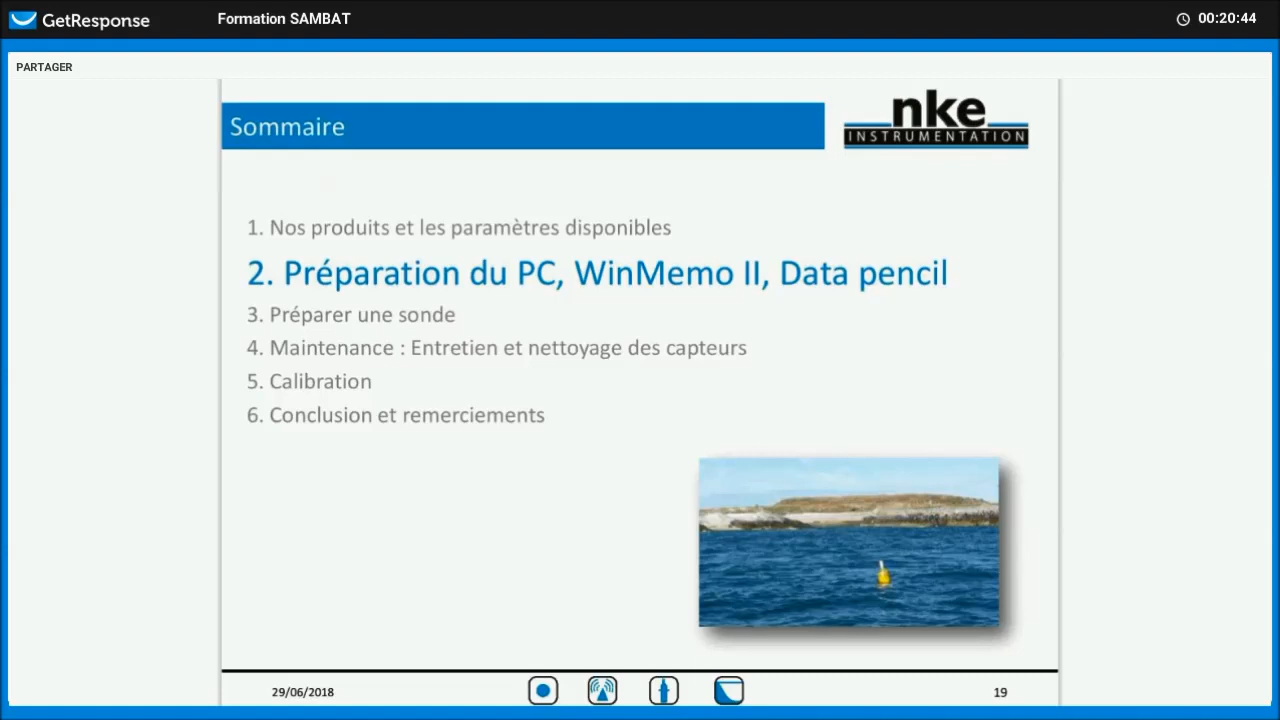 GetResponse
Formation SAMBAT
00:20:44
PARTAGER
Sommaire
nke
INSTRUMENTATION
1. Nos produits et les paramètres disponibles
2. Préparation du PC, WinMemo II, Data pencil
3. Préparer une sonde
4. Maintenance : Entretien et nettoyage des capteurs
5. Calibration
6. Conclusion et remerciements
29/06/2018
19